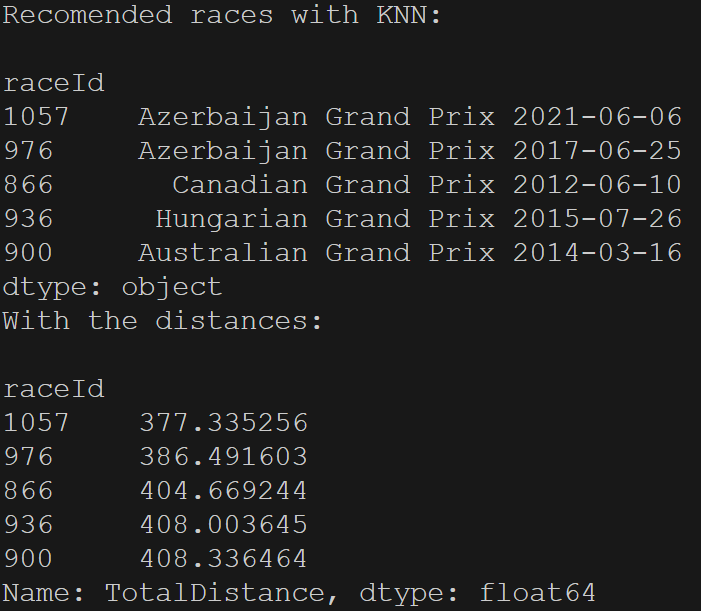 Recomended races with KNN:
raceId
1057    Azerbaijan Grand Prix 2021-06-06
976     Azerbaijan Grand Prix 2017-06-25
866       Canadian Grand Prix 2012-06-10
936      Hungarian Grand Prix 2015-07-26
900     Australian Grand Prix 2014-03-16
dtype: object
With the distances:
raceId
1057    377.335256
976     386.491603
866     404.669244
936     408.003645
900     408.336464
Name: TotalDistance, dtype: float64